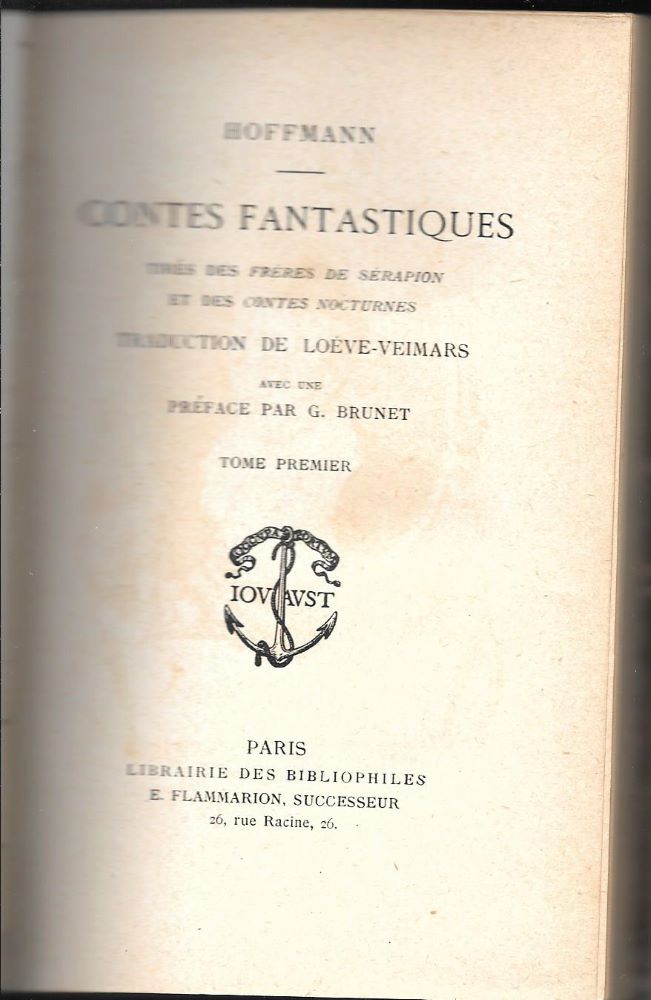 HOFFMANN
CONTES FANTASTIQUES
TIRÉS DES FRÈRES DE SÉRAPION
ET DES CONTES NOCTURNES
TRADUCTION DE LOÈVE-VEIMARS
AVEC UNE
PRÉFACE PAR G. BRUNET
TOME PREMIER
PORTUM
IOVAVST
PARIS
LIBRAIRIE DES BIBLIOPHILES
E. FLAMMARION, SUCCESSEUR
26, rue Racine, 26.